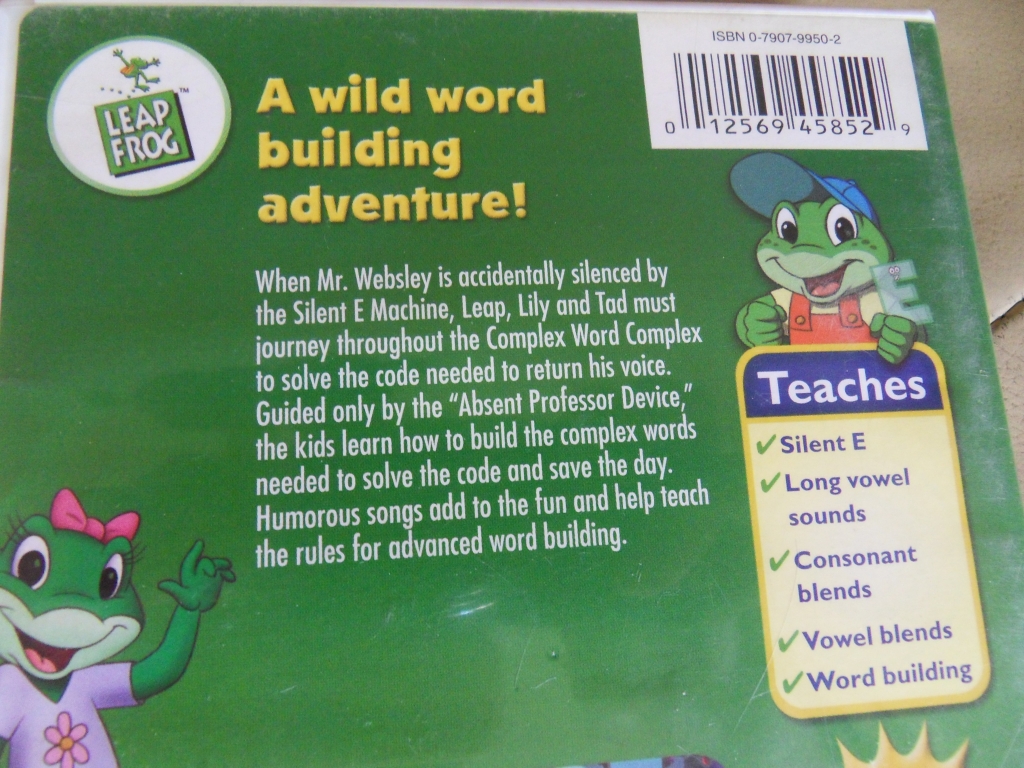 ISBN 0-7907-9950-2
0 12569 45852 9
LEAP
FROG
TM
A wild word
building
adventure!
When Mr. Websley is accidentally silenced by
the Silent E Machine, Leap, Lily and Tad must
journey throughout the Complex Word Complex
to solve the code needed to return his voice.
Guided only by the “Absent Professor Device,”
the kids learn how to build the complex words
needed to solve the code and save the day.
Humorous songs add to the fun and help teach
the rules for advanced word building.
E
Teaches
✓ Silent E
✓ Long vowel
sounds
✓ Consonant
blends
✓ Vowel blends
✓ Word building